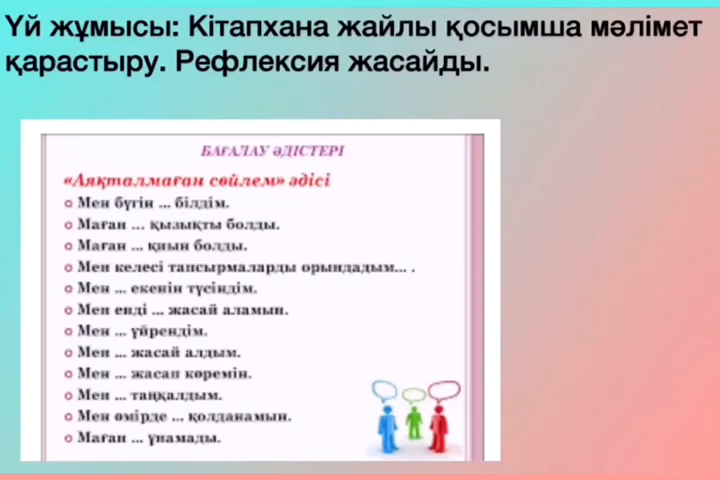 Үй жұмысы: Кітапхана жайлы қосымша мәлімет
қарастыру. Рефлексия жасайды.
БАҒАЛАУ ӘДІСТЕРІ
«Аяқталмаған сөйлем» әдісі
Мен бүгін ... білдім.
Маған ... қызықты болды.
Маған ... қиын болды.
Мен келесі тапсырмаларды орындадым... .
Мен ... екенін түсіндім.
Мен енді ... жасай аламын.
Мен ... үйрендім.
Мен ... жасай алдым.
Мен ... жасап көремін.
Мен ... таңқалдым.
Мен өмірде ... қолданамын.
Маған ... ұнамады.